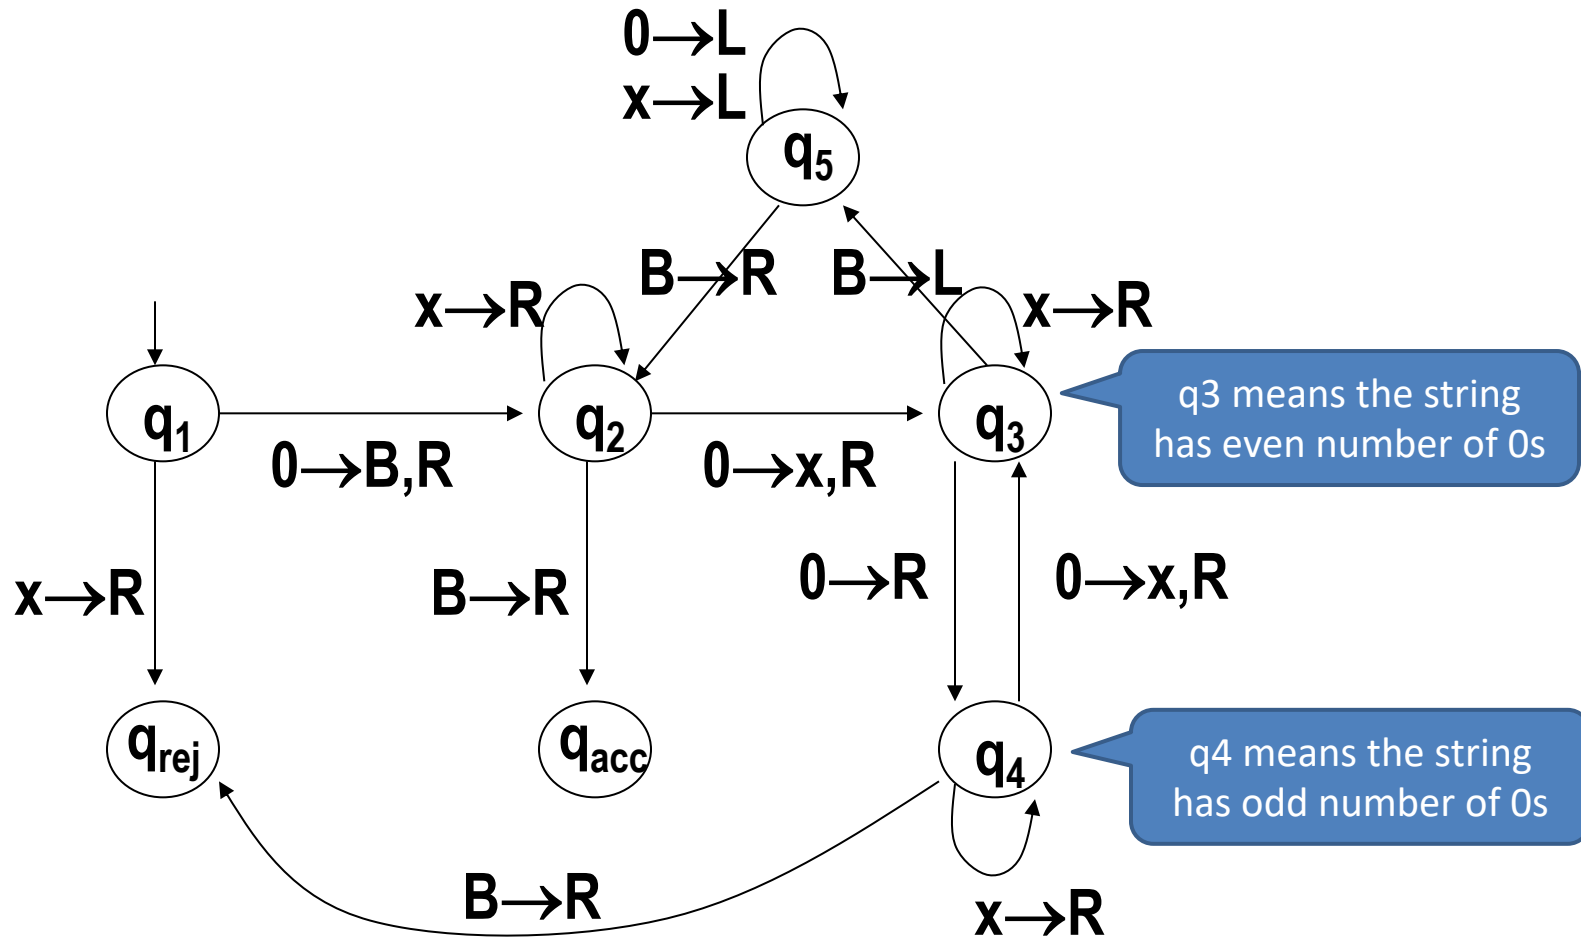 0→L
x→L
q5
B→R
B→L
x→R
x→R
q3 means the string
has even number of 0s
q1
q2
q3
0→B,R
0→x,R
x→R
B→R
0→R
0→x,R
qrej
qacc
q4
q4 means the string
has odd number of 0s
B→R
x→R